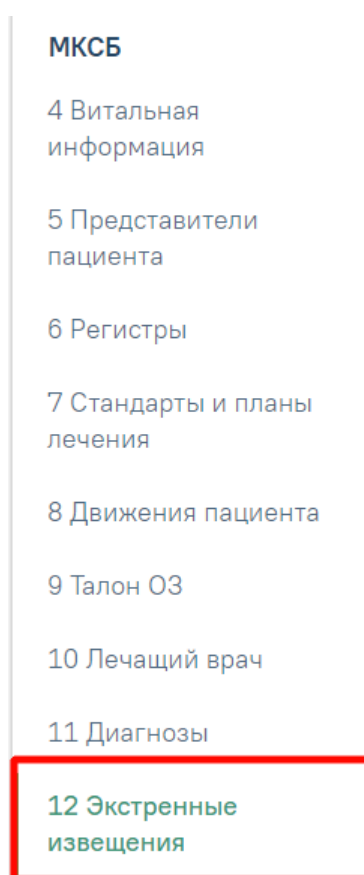 МКСБ
4 Витальная
информация
5 Представители
пациента
6 Регистры
7 Стандарты и планы
лечения
8 Движения пациента
9 Талон ОЗ
10 Лечащий врач
11 Диагнозы
12 Экстренные
извещения